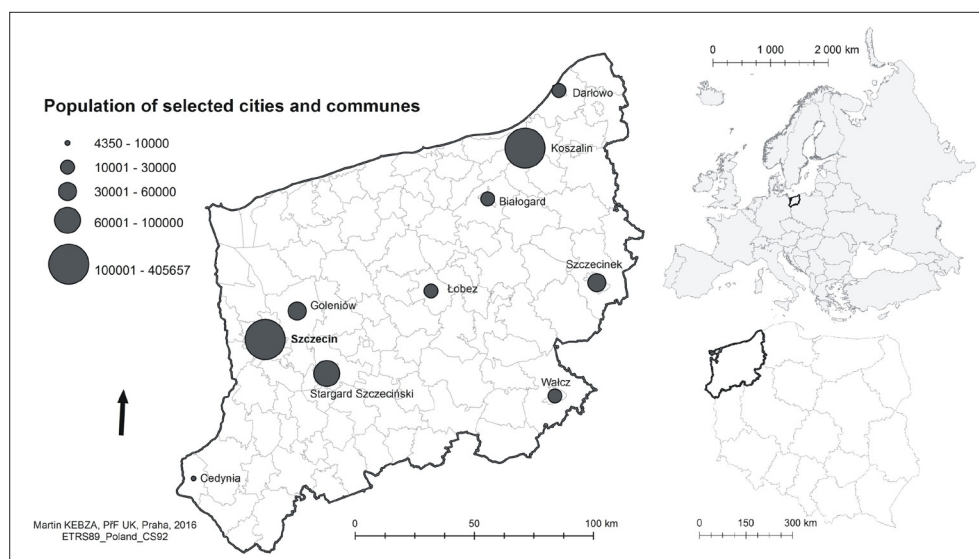 Population of selected cities and communes
4350 - 10000
10001 - 30000
30001 - 60000
60001 - 100000
100001 - 405657
Darłowo
Koszalin
Białogard
Szczecinek
Łobez
Goleniów
Szczecin
Stargard Szczeciński
Wałcz
Cedynia
Martin KEBZA, PřF UK, Praha, 2016
ETRS89_Poland_CS92
0 50 100 km
0 1 000 2 000 km
0 150 300 km